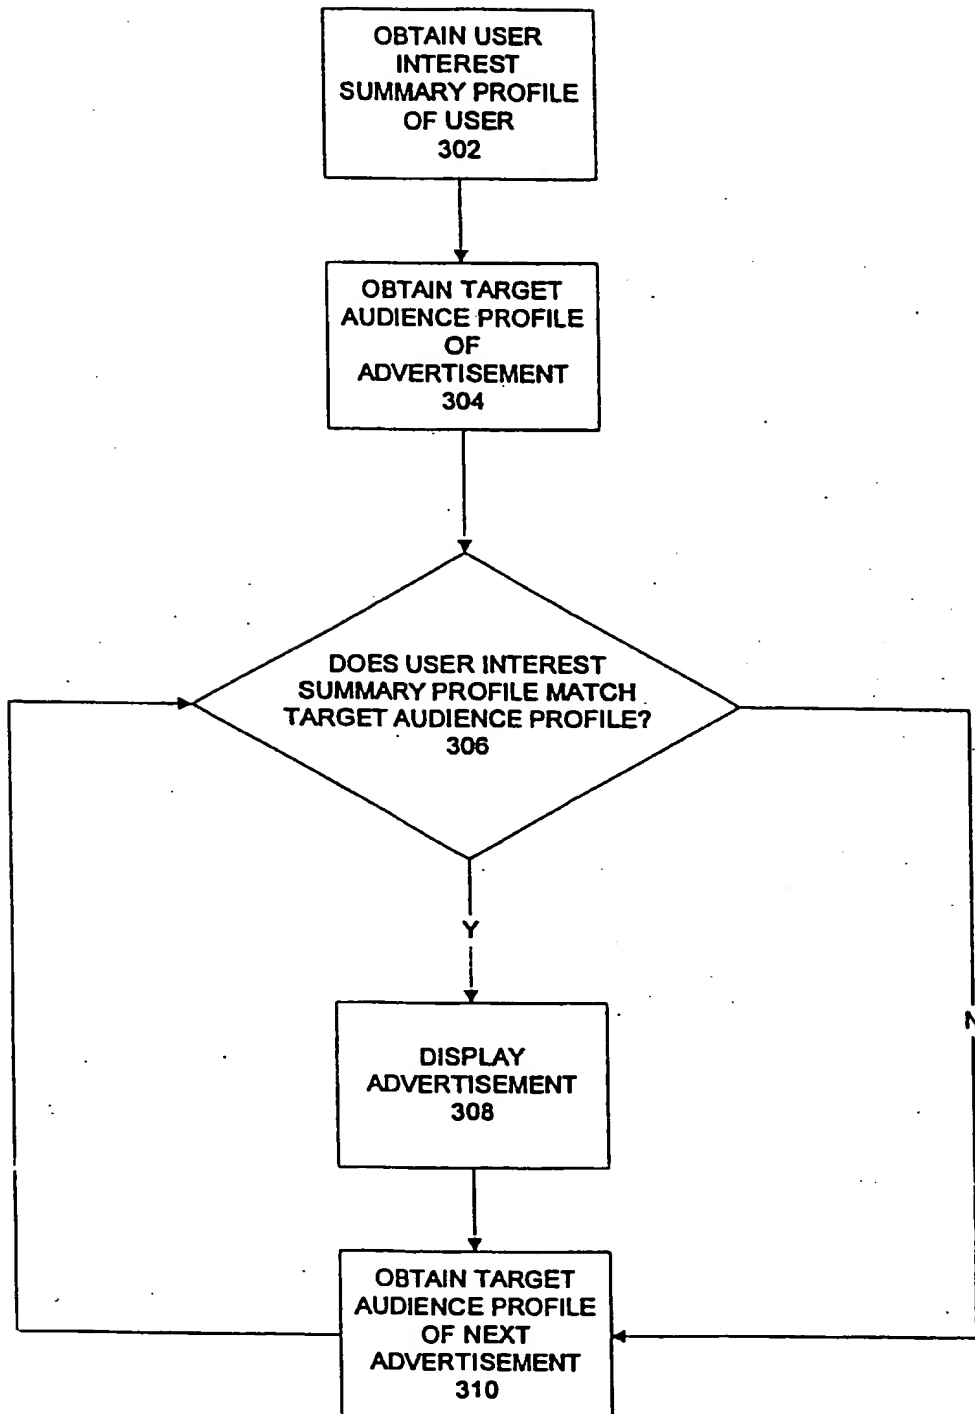 OBTAIN USER
INTEREST
SUMMARY PROFILE
OF USER
302
OBTAIN TARGET
AUDIENCE PROFILE
OF
ADVERTISEMENT
304
DOES USER INTEREST
SUMMARY PROFILE MATCH
TARGET AUDIENCE PROFILE?
306
Y
N
DISPLAY
ADVERTISEMENT
308
OBTAIN TARGET
AUDIENCE PROFILE
OF NEXT
ADVERTISEMENT
310